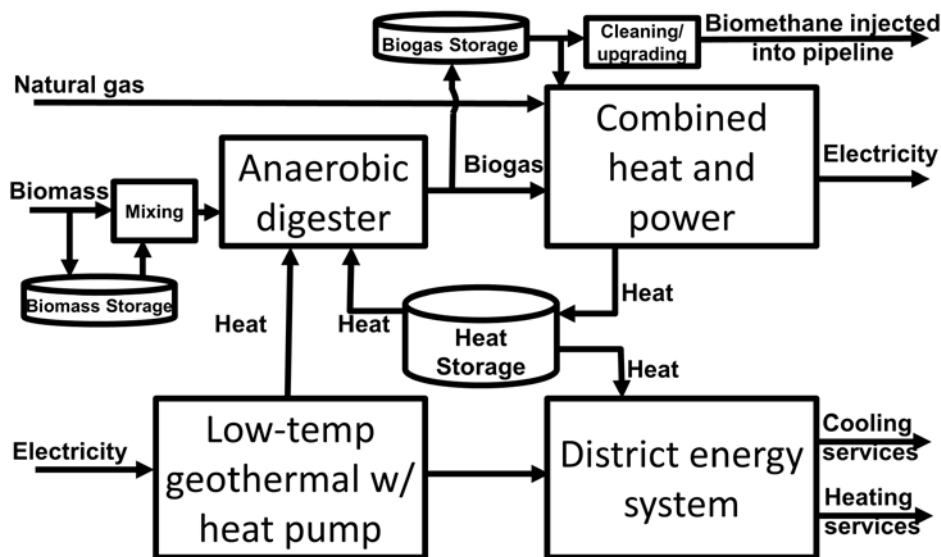 Biogas Storage
Cleaning/
upgrading
Biomethane injected
into pipeline
Natural gas
Combined
heat and
power
Electricity
Anaerobic
digester
Biogas
Biomass
Mixing
Biomass Storage
Heat
Heat
Heat
Storage
Heat
Heat
Electricity
Low-temp
geothermal w/
heat pump
District energy
system
Cooling
services
Heating
services